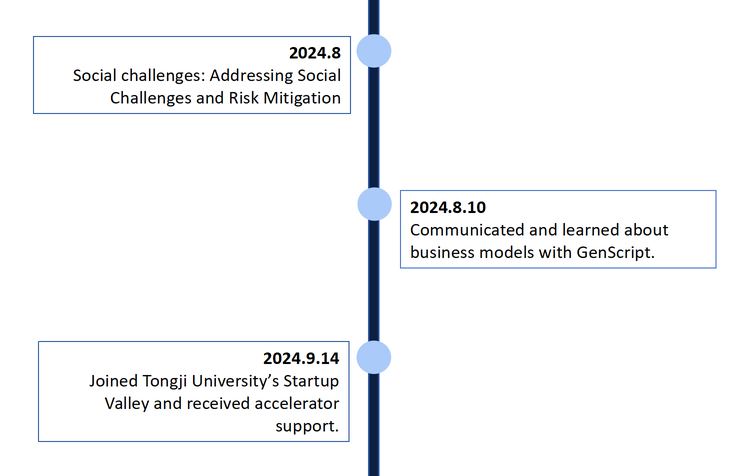 2024.8
Social challenges: Addressing Social
Challenges and Risk Mitigation
2024.8.10
Communicated and learned about
business models with GenScript.
2024.9.14
Joined Tongji University’s Startup
Valley and received accelerator
support.